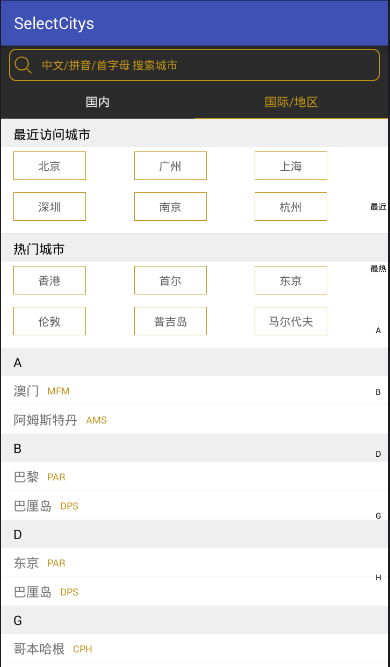 SelectCitys
中文/拼音/首字母 搜索城市
国内 国际/地区
最近访问城市
北京 广州 上海
深圳 南京 杭州
最近
热门城市
最热
香港 首尔 东京
伦敦 普吉岛 马尔代夫
A
A
澳门 MFM
B
阿姆斯特丹 AMS
B
D
巴黎 PAR
巴厘岛 DPS
G
D
东京 PAR
H
巴厘岛 DPS
G
哥本哈根 CPH